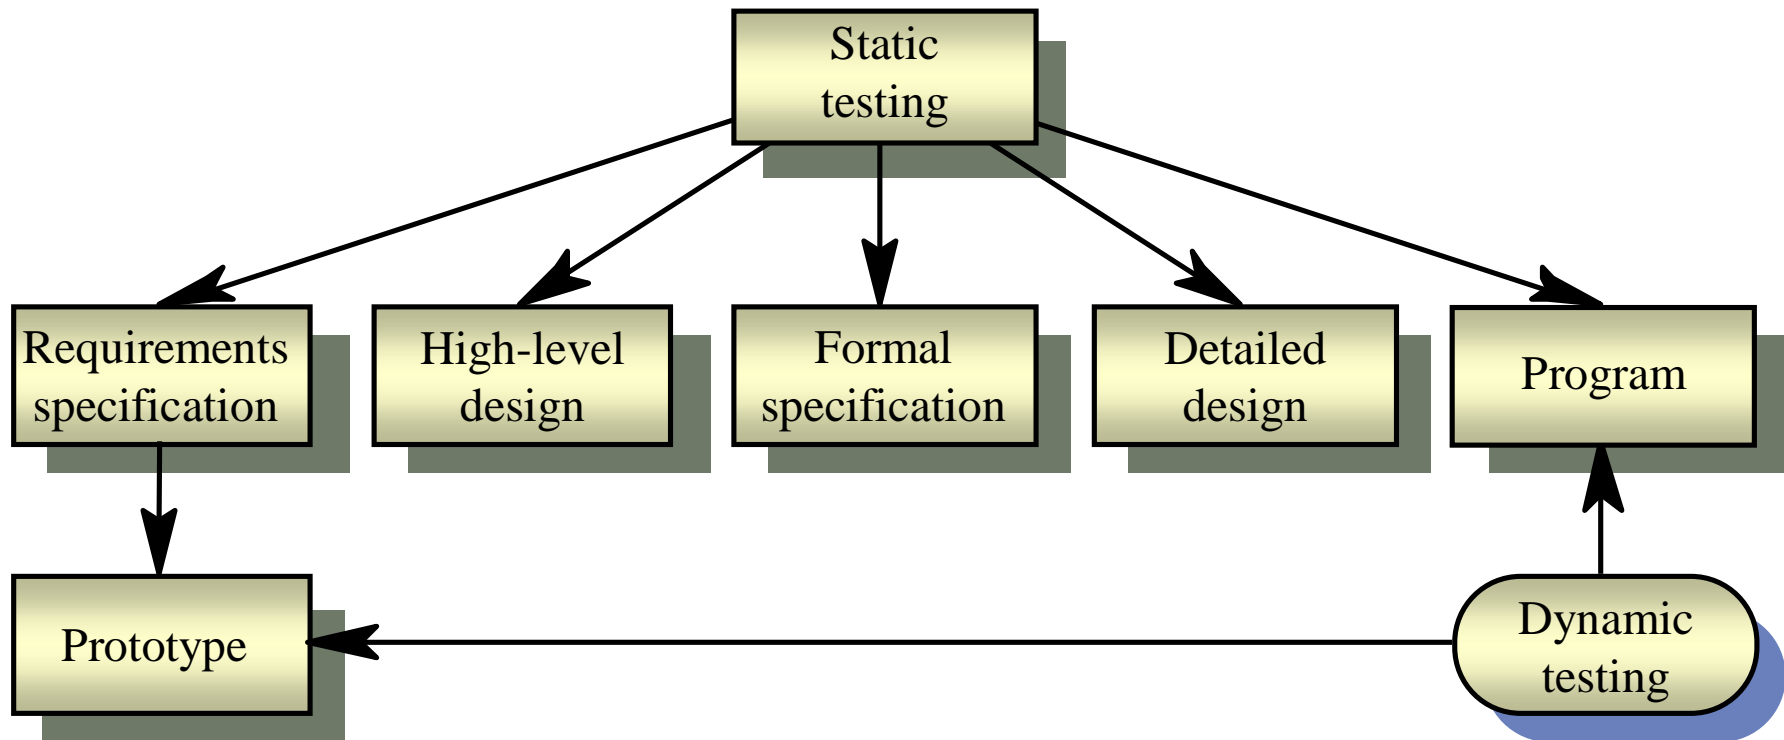 Static
testing
Requirements
specification
High-level
design
Formal
specification
Detailed
design
Program
Prototype
Dynamic
testing